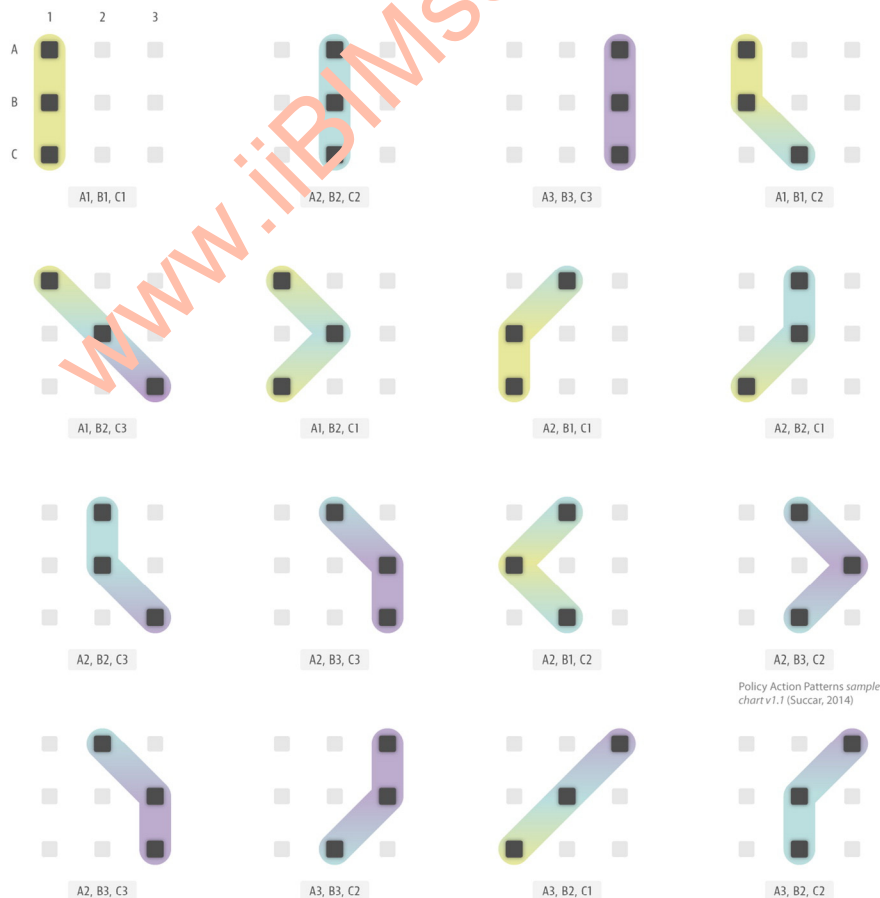 1 2 3
A
B
C
A1, B1, C1
A2, B2, C2
A3, B3, C3
A1, B1, C2
A1, B2, C3
A1, B2, C1
A2, B1, C1
A2, B2, C1
A2, B2, C3
A2, B3, C3
A2, B1, C2
A2, B3, C2
Policy Action Patterns sample
chart v1.1 (Succar, 2014)
A2, B3, C3
A3, B3, C2
A3, B2, C1
A3, B2, C2